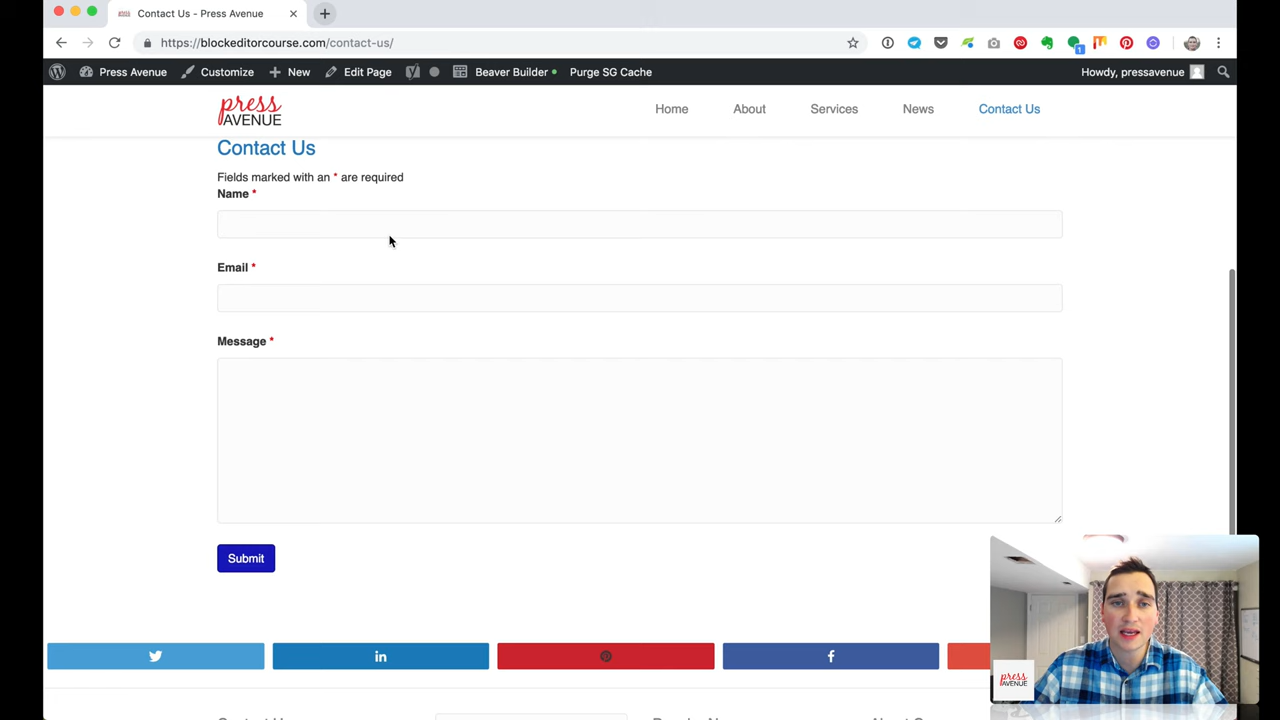 Contact Us - Press Avenue
https://blockeditorcourse.com/contact-us/
1
Press Avenue Customize New Edit Page Beaver Builder Purge SG Cache Howdy, pressavenue
press AVENUE
Home About Services News Contact Us
Contact Us
Fields marked with an * are required
Name *
Email *
Message *
Submit
press
AVENUE